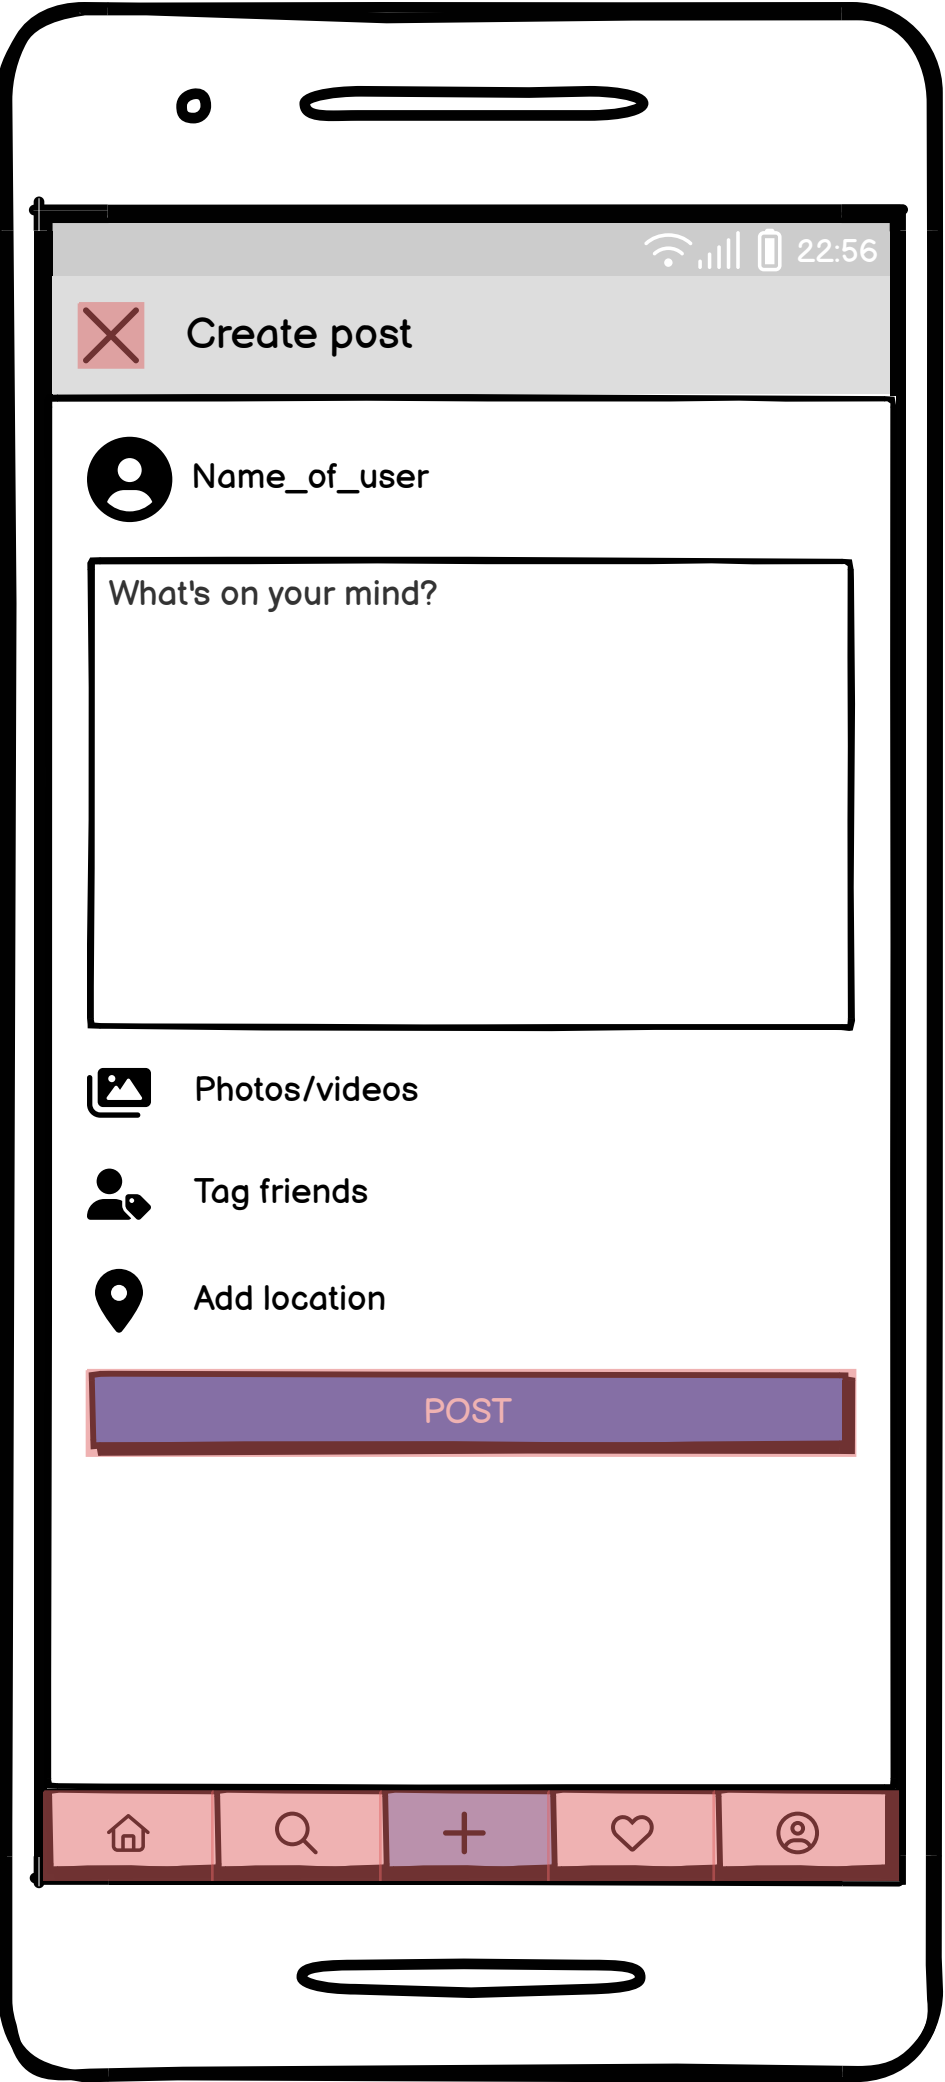 22:56
Create post
Name_of_user
What's on your mind?
Photos/videos
Tag friends
Add location
POST